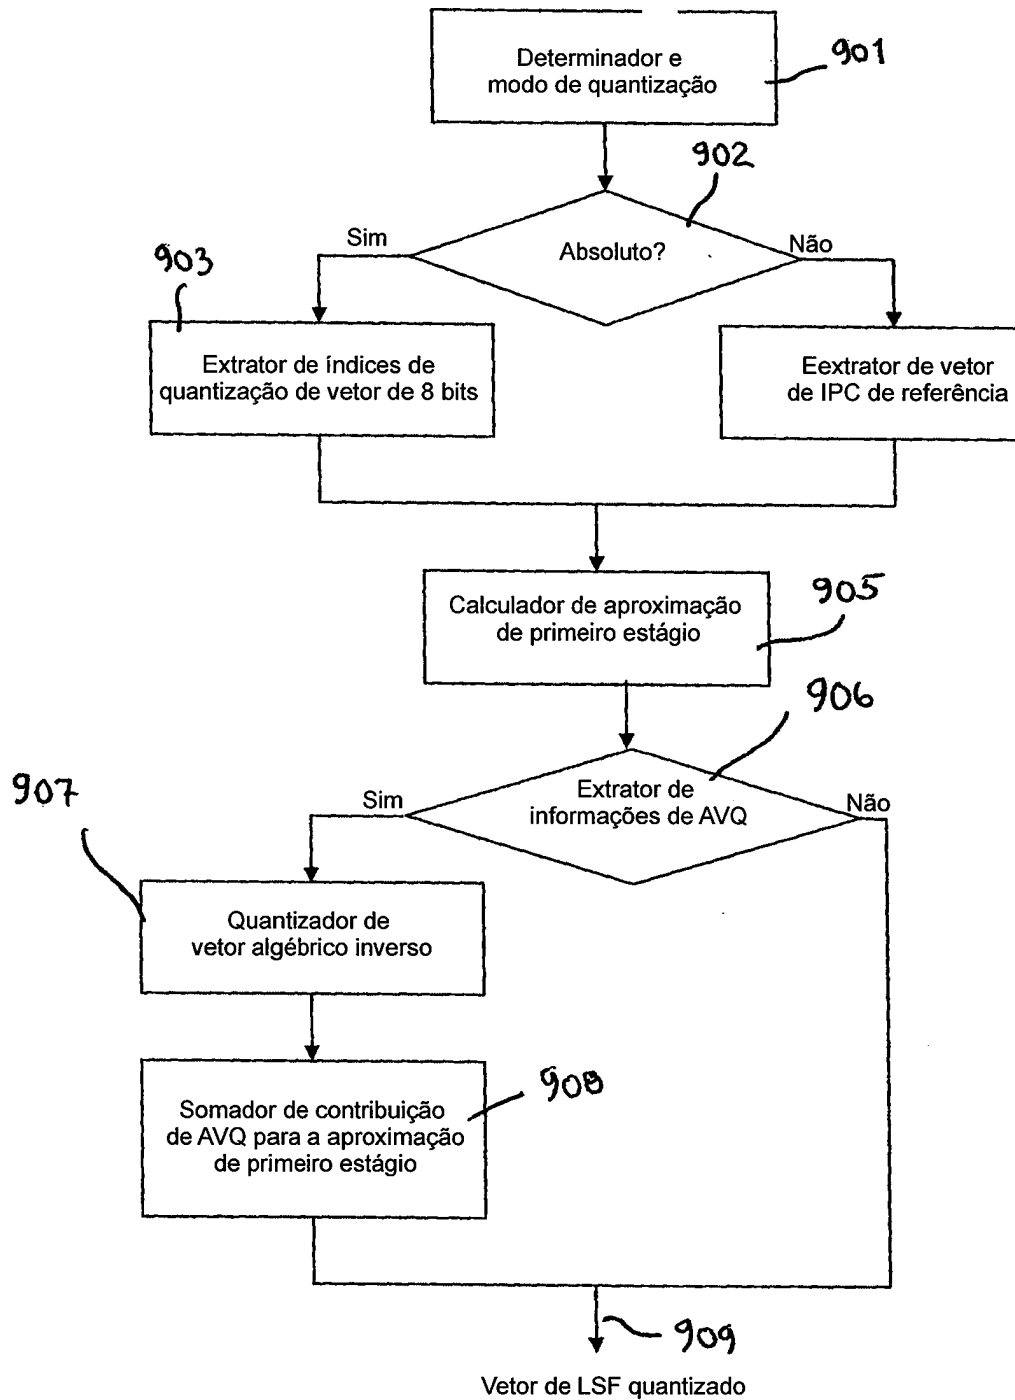 Determinador e
modo de quantização
901
902
Absoluto?
Sim
Não
903
Extrator de índices de
quantização de vetor de 8 bits
Eextrator de vetor
de IPC de referência
Calculador de aproximação
de primeiro estágio
905
906
Extrator de
informações de AVQ
Sim
Não
907
Quantizador de
vetor algébrico inverso
Somador de contribuição
de AVQ para a aproximação
de primeiro estágio
908
909
Vetor de LSF quantizado